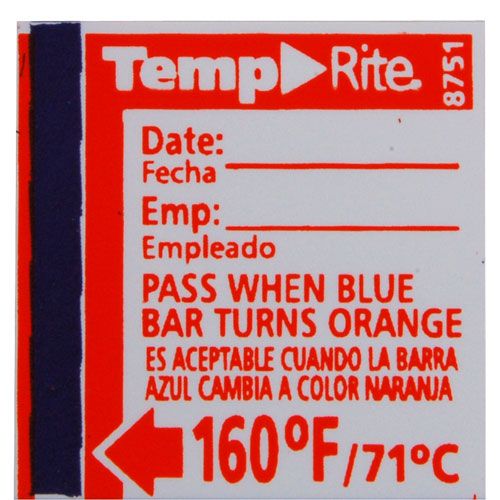 Temp Rite
8751
Date:
Fecha
Emp:
Empleado
PASS WHEN BLUE
BAR TURNS ORANGE
ES ACEPTABLE CUANDO LA BARRA
AZUL CAMBIA A COLOR NARANJA
160°F/71°C